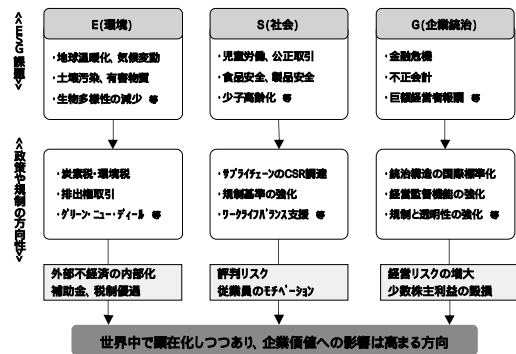 E(環境)
S(社会)
G(企業統治)
≪ESG課題≫
・地球温暖化、気候変動
・土壌汚染、有害物質
・生物多様性の減少 等
・児童労働、公正取引
・食品安全、製品安全
・少子高齢化 等
・金融危機
・不正会計
・巨額経営者報酬 等
≪政策や規制の方向性≫
・炭素税・環境税
・排出権取引
・グリーン・ニュー・ディール 等
・サプライチェーンのCSR調達
・規制基準の強化
・ワークライフバランス支援 等
・統治構造の国際標準化
・経営監督機能の強化
・規制と透明性の強化 等
外部不経済の内部化
補助金、税制優遇
評判リスク
従業員のモチベーション
経営リスクの増大
少数株主利益の毀損
世界中で顕在化しつつあり、企業価値への影響は高まる方向